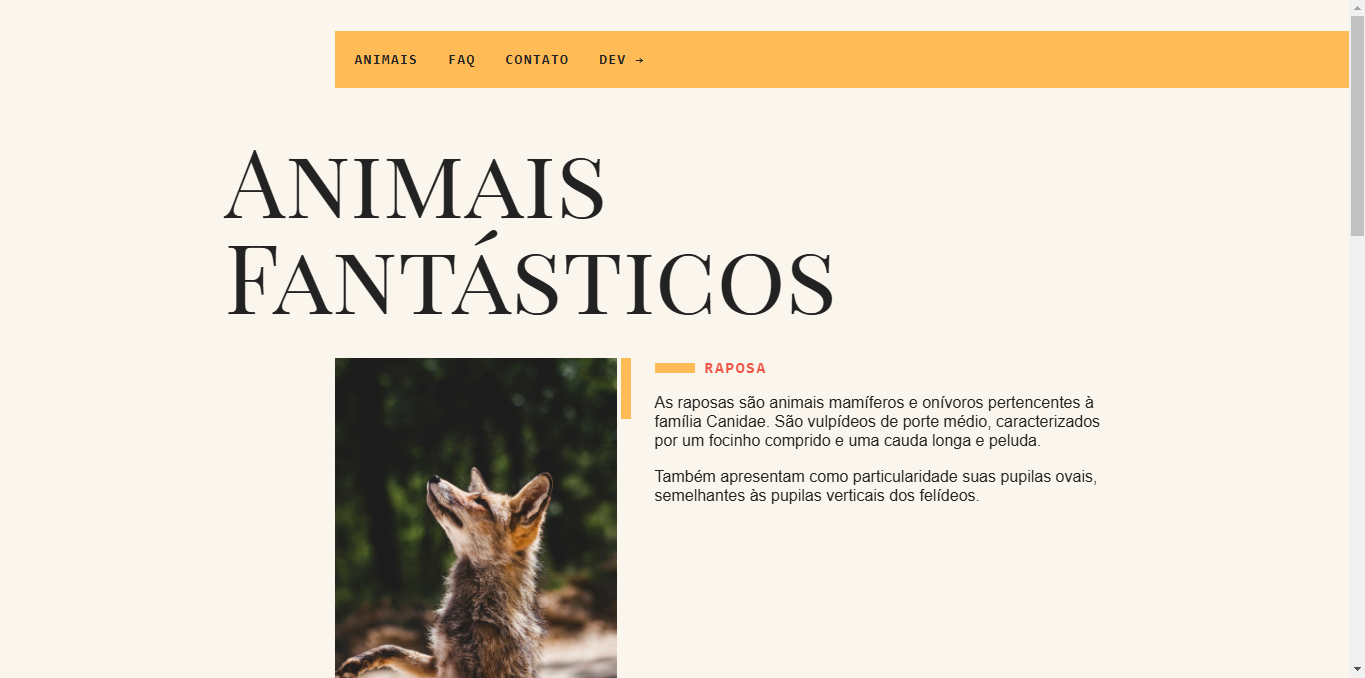 ANIMAIS FAQ CONTATO DEV →
ANIMAIS
FANTÁSTICOS
RAPOSA
As raposas são animais mamíferos e onívoros pertencentes à
família Canidae. São vulpídeos de porte médio, caracterizados
por um focinho comprido e uma cauda longa e peluda.
Também apresentam como particularidade suas pupilas ovais,
semelhantes às pupilas verticais dos felídeos.